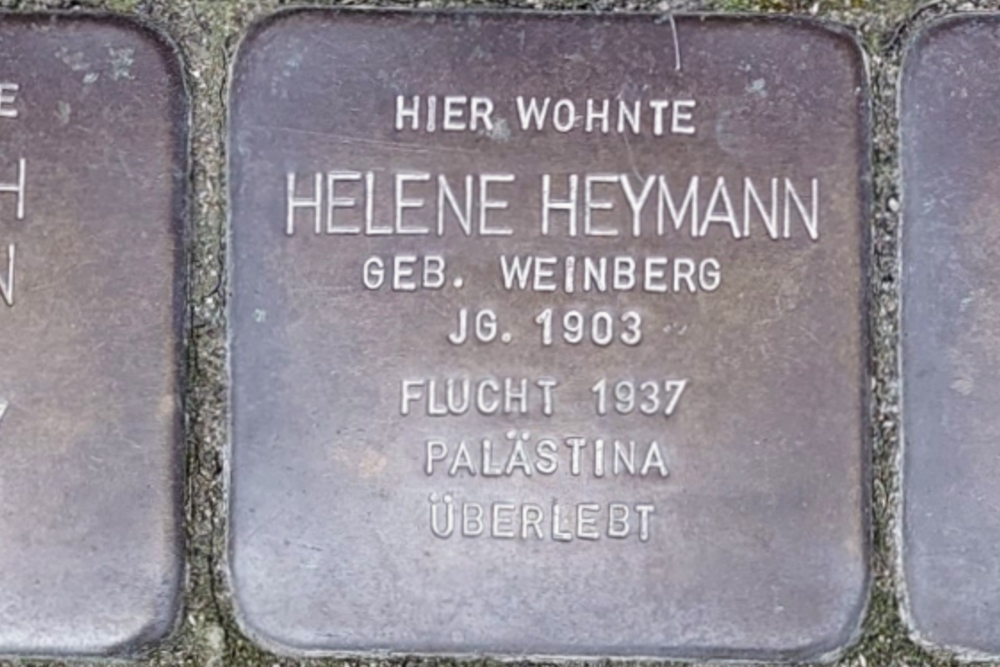 HIER WOHNTE
HELENE HEYMANN
GEB. WEINBERG
JG. 1903
FLUCHT 1937
PALÄSTINA
ÜBERLEBT